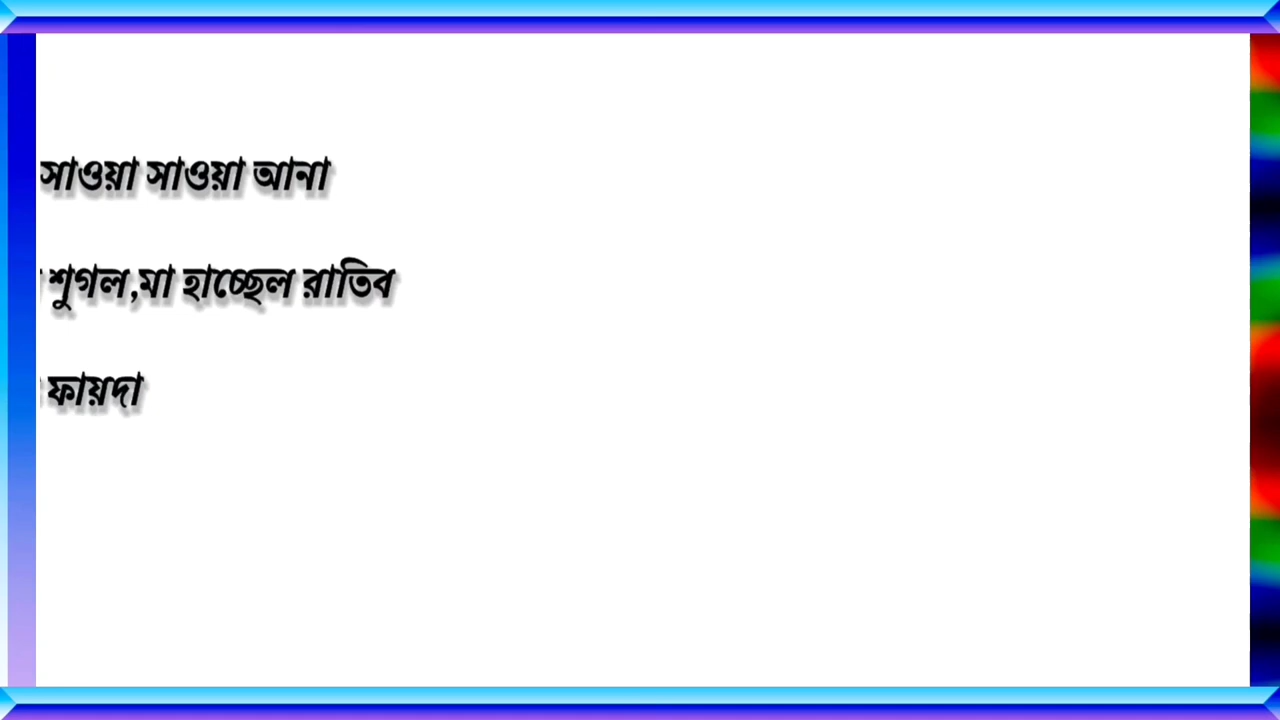 সাওয়া সাওয়া আনা
শুগল,মা হাচ্ছেল রাতিব
ফায়দা